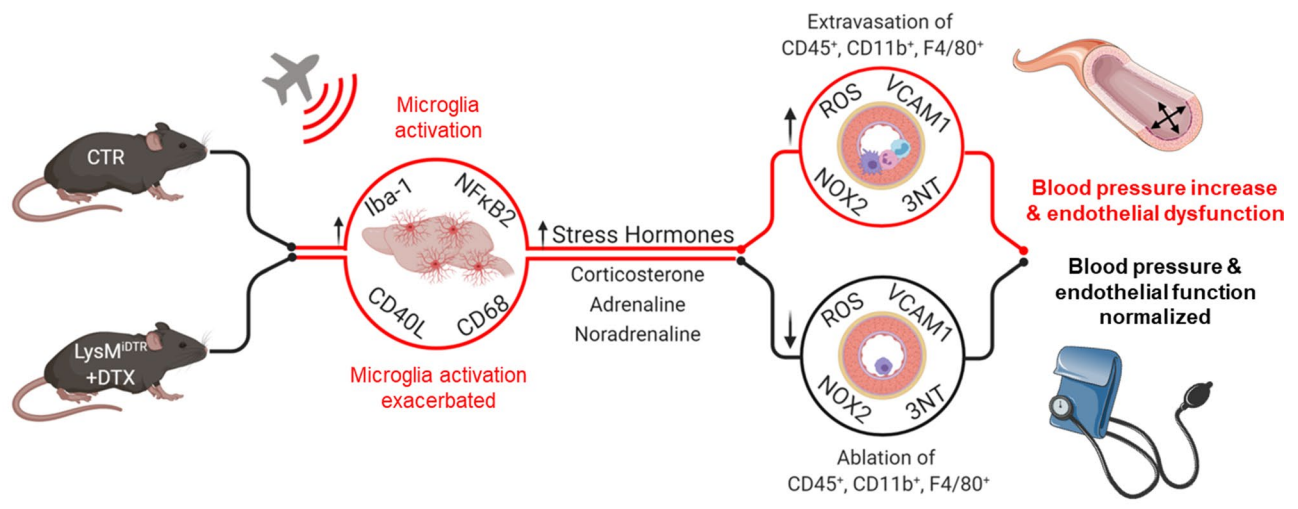 CTR
LysMiDTR
+DTX
Microglia
activation
Iba-1
NFκB2
CD40L
CD68
Microglia activation
exacerbated
Stress Hormones
Corticosterone
Adrenaline
Noradrenaline
Extravasation of
CD45+, CD11b+, F4/80+
ROS
VCAM1
NOX2
3NT
ROS
VCAM1
NOX2
3NT
Ablation of
CD45+, CD11b+, F4/80+
Blood pressure increase
& endothelial dysfunction
Blood pressure &
endothelial function
normalized